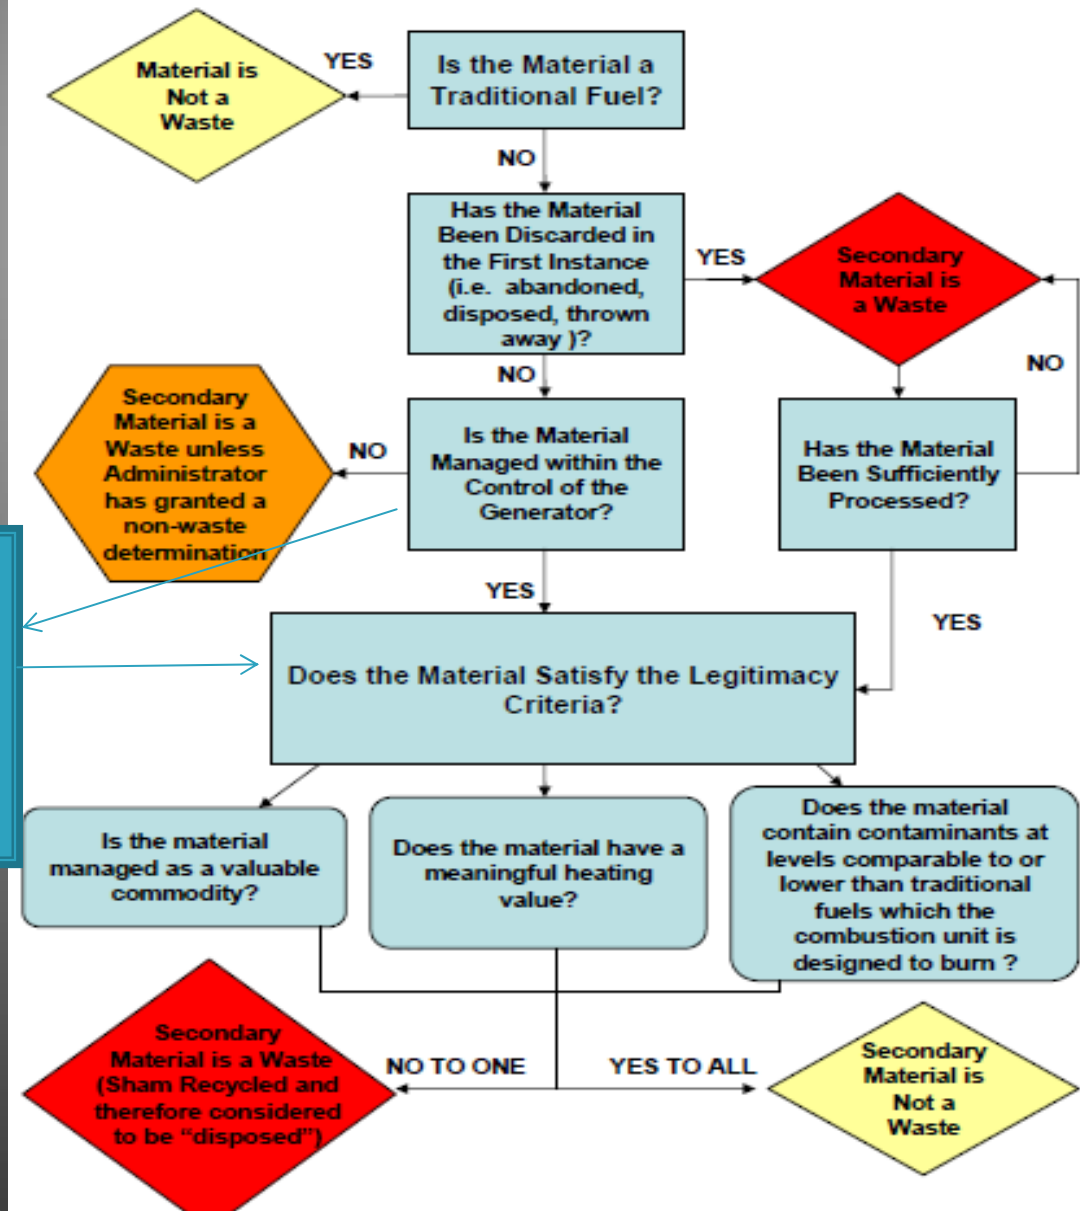 Material is
Not a
Waste
YES
Is the Material a
Traditional Fuel?
NO
Has the Material
Been Discarded in
the First Instance
(i.e. abandoned,
disposed, thrown
away )?
YES
Secondary
Material is
a Waste
NO
NO
Secondary
Material is a
Waste unless
Administrator
has granted a
non-waste
determination
NO
Is the Material
Managed within the
Control of the
Generator?
Has the Material
Been Sufficiently
Processed?
YES
YES
Does the Material Satisfy the Legitimacy
Criteria?
Is the material
managed as a valuable
commodity?
Does the material have a
meaningful heating
value?
Does the material
contain contaminants at
levels comparable to or
lower than traditional
fuels which the
combustion unit is
designed to burn ?
Secondary
Material is a Waste
(Sham Recycled and
therefore considered
to be “disposed”)
NO TO ONE
YES TO ALL
Secondary
Material is
Not a
Waste